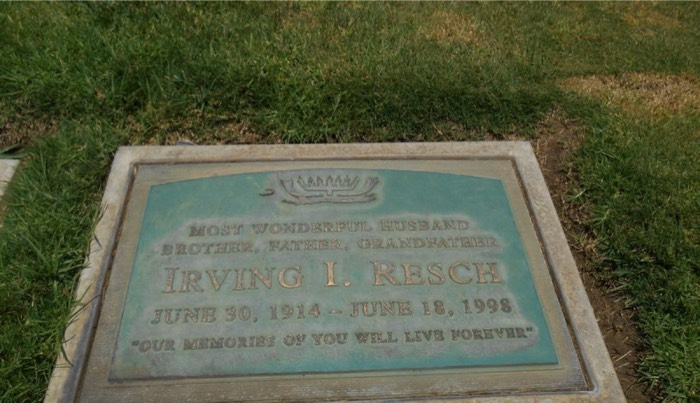 MOST WONDERFUL HUSBAND
BROTHER, FATHER, GRANDFATHER
IRVING I. RESCH
JUNE 30, 1914 - JUNE 18, 1998
"OUR MEMORIES OF YOU WILL LIVE FOREVER"